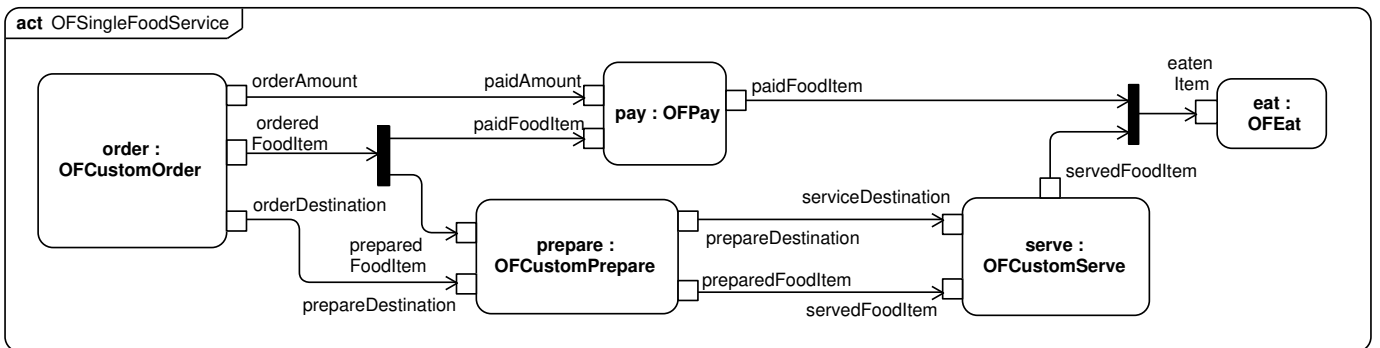 act OFSingleFoodService
orderAmount
paidAmount
paidFoodItem
eaten
Item
ordered
FoodItem
paidFoodItem
pay : OFPay
eat :
OFEat
order :
OFCustomOrder
servedFoodItem
orderDestination
serviceDestination
prepared
FoodItem
prepare :
OFCustomPrepare
prepareDestination
serve :
OFCustomServe
prepareDestination
preparedFoodItem
servedFoodItem